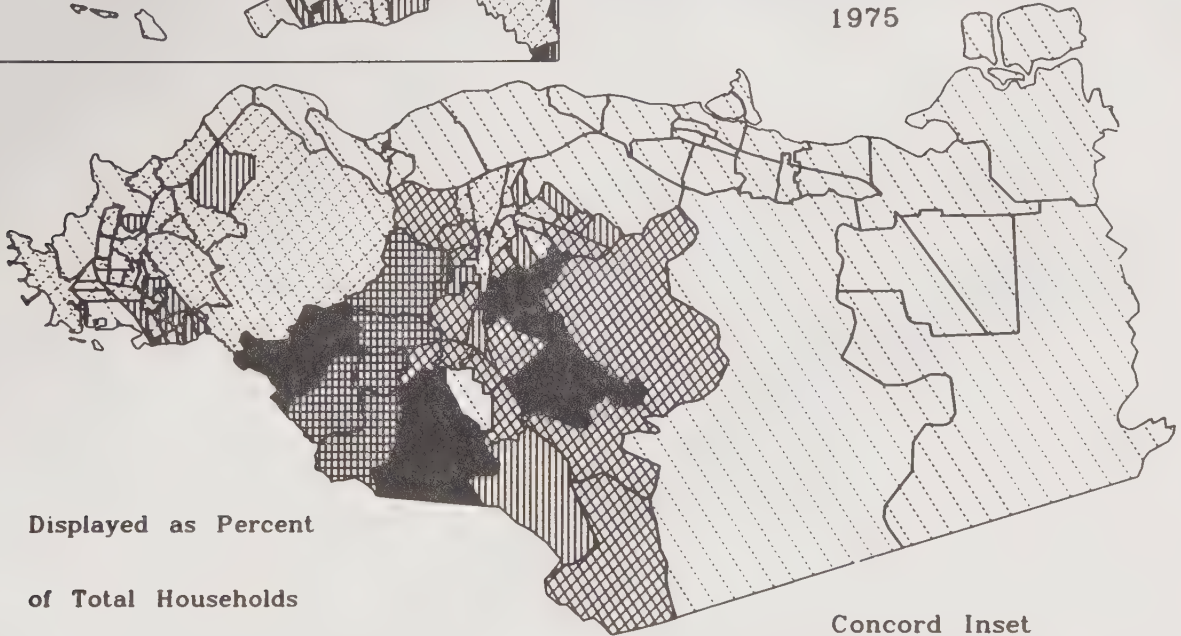 1975
Displayed as Percent
of Total Households
Concord Inset